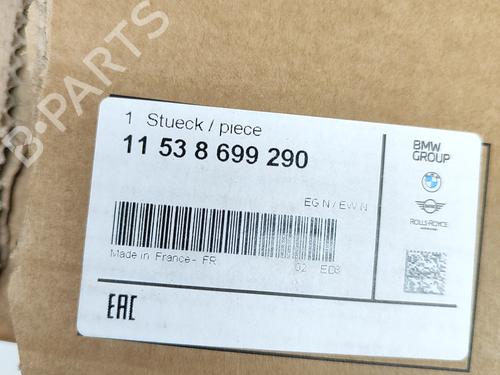 B-PARTS
1 Stueck / piece
11 53 8 699 290
BMW
GROUP
EG N / EW N
ROLLS-ROYCE
Made in France - FR
02 ED3
EAC